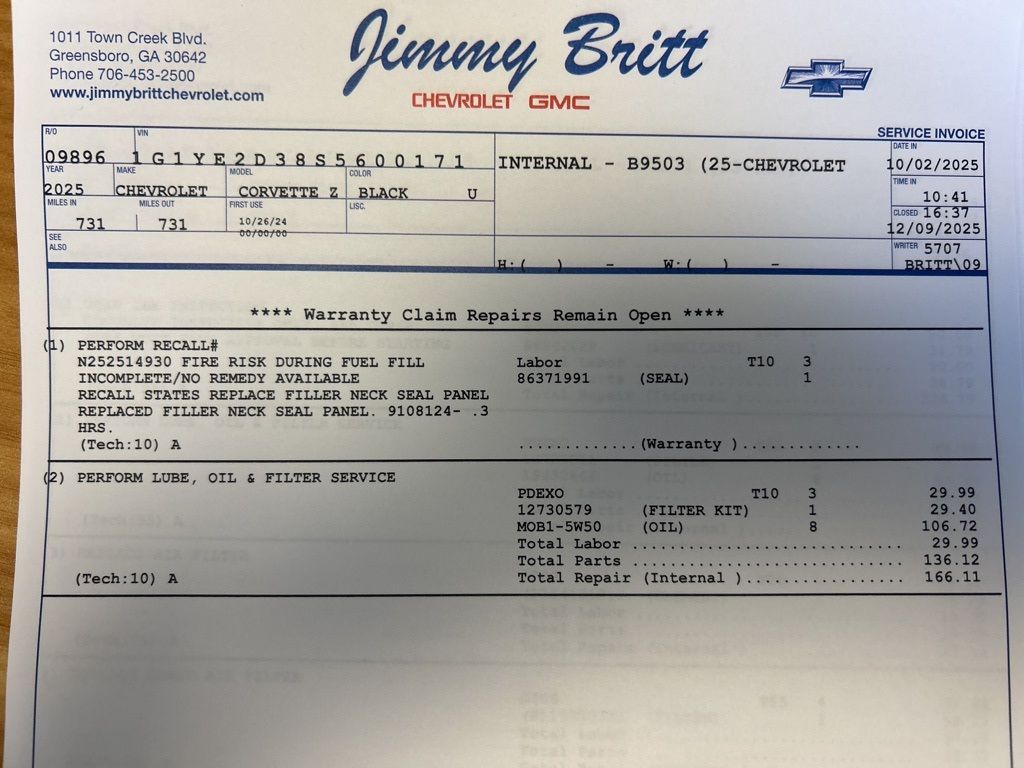 1011 Town Creek Blvd.
Greensboro, GA 30642
Phone 706-453-2500
www.jimmybrittchevrolet.com
Jimmy Britt
CHEVROLET GMC
SERVICE INVOICE
R/O VIN DATE IN
09896 1G1YE2D38S5600171 INTERNAL - B9503 (25-CHEVROLET 10/02/2025
YEAR MAKE MODEL COLOR TIME IN
2025 CHEVROLET CORVETTE Z BLACK U 10:41
MILES IN MILES OUT FIRST USE LISC. CLOSED 16:37
731 731 10/26/24 12/09/2025
00/00/00
SEE ALSO WRITER 5707
H:( ) - W:( ) - BRITT\09
**** Warranty Claim Repairs Remain Open ****
(1) PERFORM RECALL#
N252514930 FIRE RISK DURING FUEL FILL Labor T10 3
INCOMPLETE/NO REMEDY AVAILABLE 86371991 (SEAL) 1
RECALL STATES REPLACE FILLER NECK SEAL PANEL
REPLACED FILLER NECK SEAL PANEL. 9108124- .3
HRS.
(Tech:10) A ............(Warranty ).............
(2) PERFORM LUBE, OIL & FILTER SERVICE
PDEXO T10 3 29.99
12730579 (FILTER KIT) 1 29.40
MOB1-5W50 (OIL) 8 106.72
Total Labor ............................. 29.99
Total Parts ............................. 136.12
(Tech:10) A Total Repair (Internal )................. 166.11